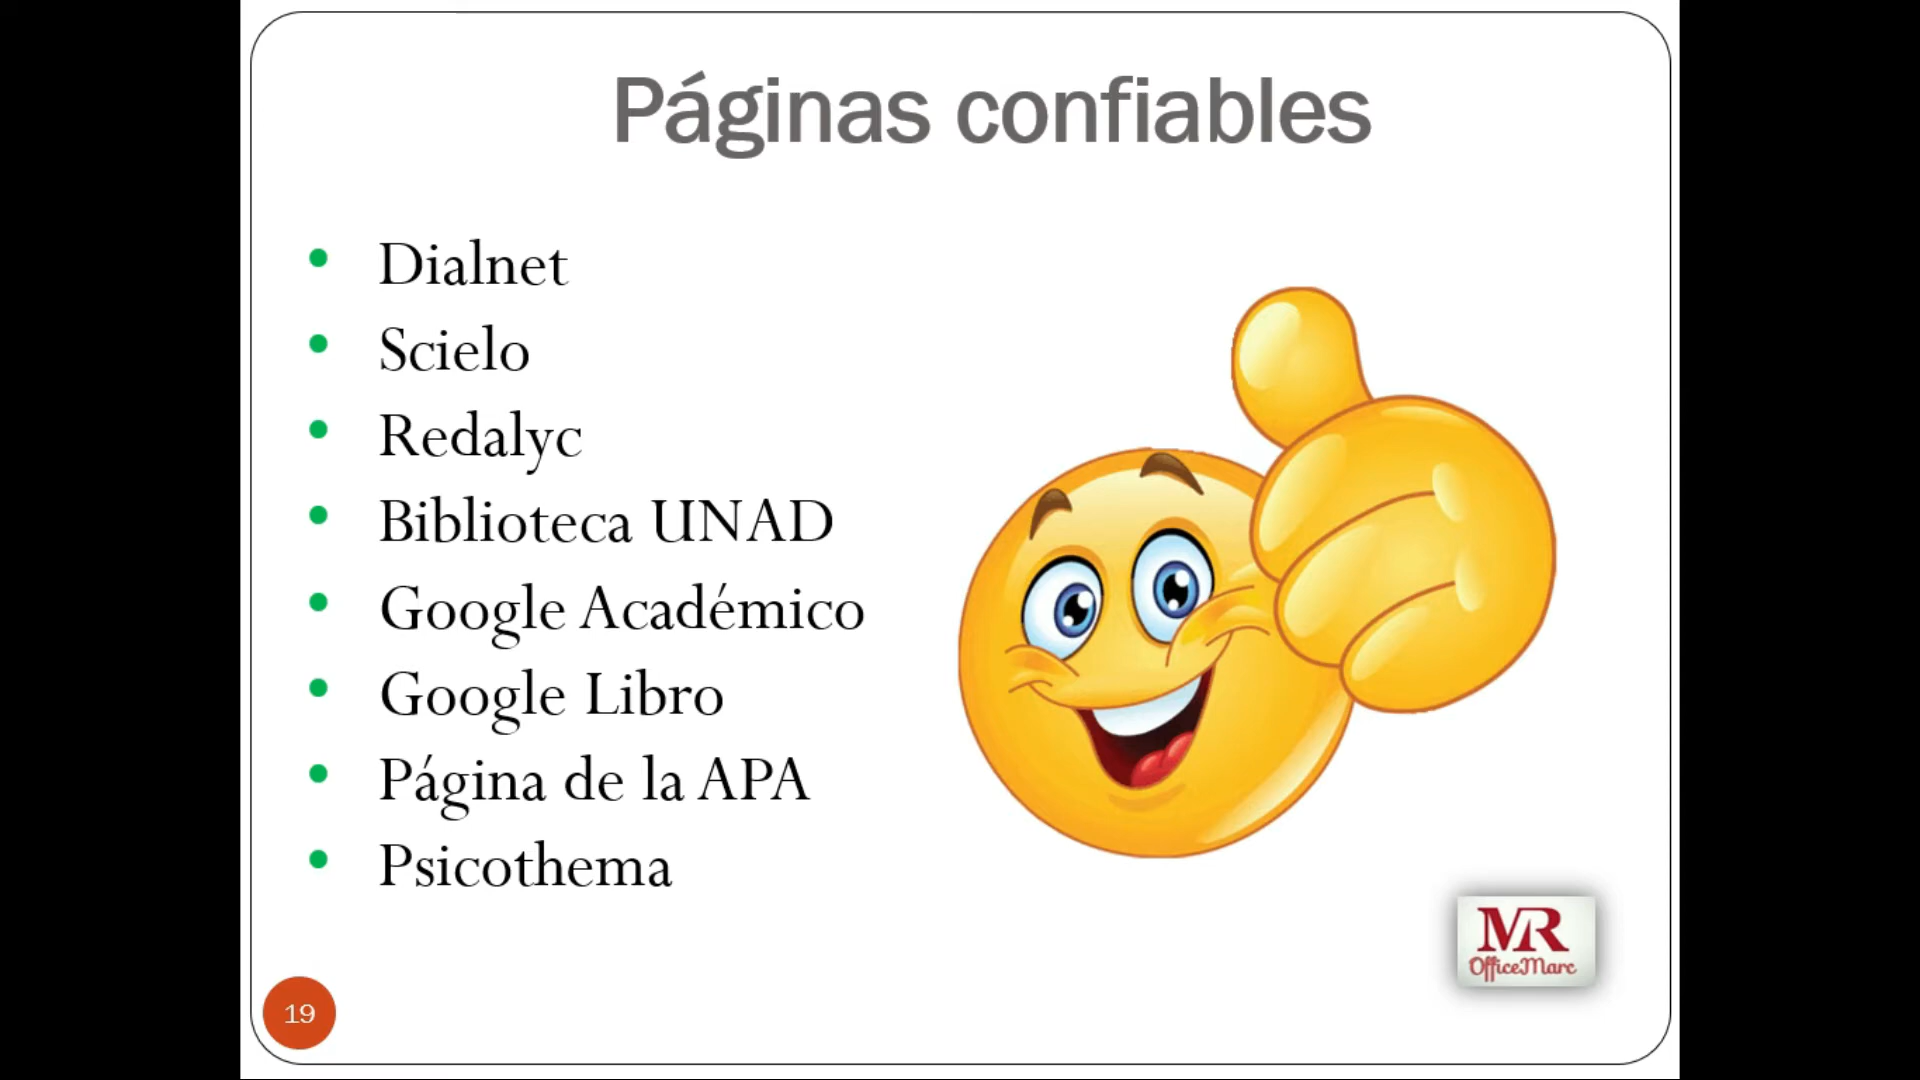 Páginas confiables
Dialnet
Scielo
Redalyc
Biblioteca UNAD
Google Académico
Google Libro
Página de la APA
Psicothema
MR
OfficeMarc
19